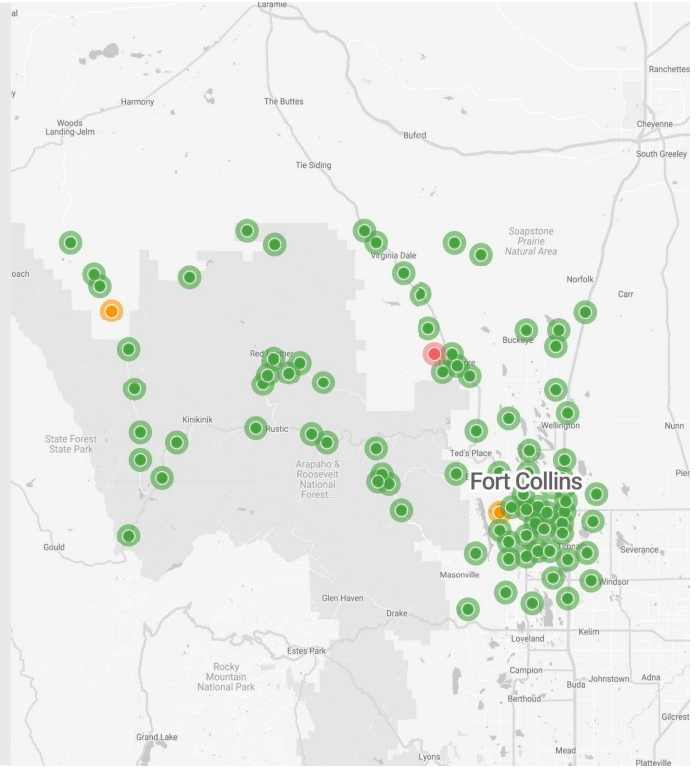 Laramie
al
Ranchettes
y
Harmony
The Buttes
Woods
Landing-Jelm
Buford
Cheyenne
South Greeley
Tie Siding
Soapstone
Prairie
Natural Area
Virginia Dale
oach
Norfolk
Carr
Buckeye
Kinikinik
Rustic
Wellington
Nunn
State Forest
State Park
Ted's Place
Arapaho &
Roosevelt
National
Forest...
Pier
Fort Collins
Gould
Severance
Masonville
Windsor
Glen Haven
Drake
Kelim
Loveland
Estes Park
Campion
Rocky
Mountain
National Park
Johnstown
Adna
Buda
Berthoud
Gilcrest
Grand Lake
Mead
Lyons
Platteville